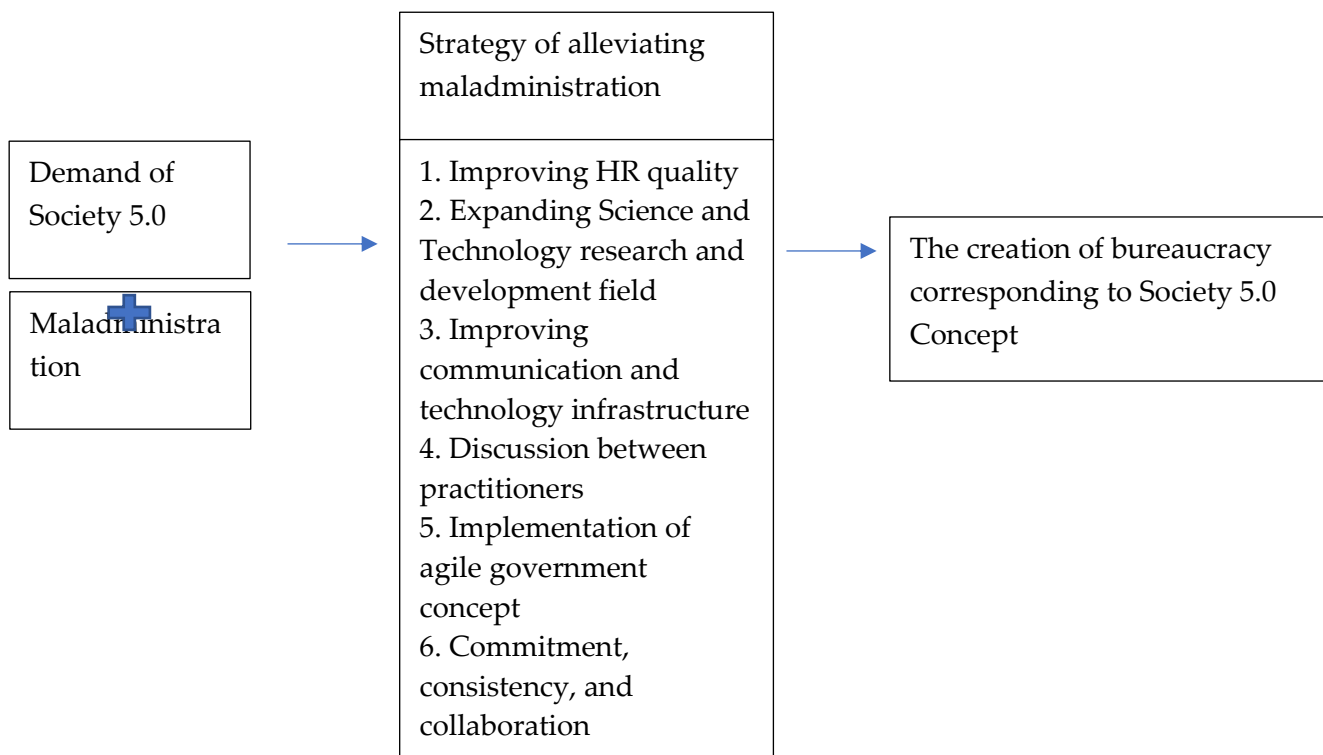 Demand of
Society 5.0
Maladministra
tion
Strategy of alleviating
maladministration
1. Improving HR quality
2. Expanding Science and
Technology research and
development field
3. Improving
communication and
technology infrastructure
4. Discussion between
practitioners
5. Implementation of
agile government
concept
6. Commitment,
consistency, and
collaboration
The creation of bureaucracy
corresponding to Society 5.0
Concept